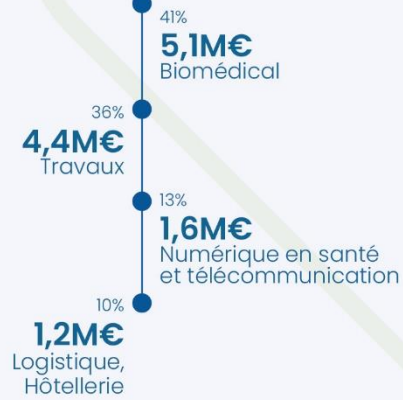 41%
5,1M€
Biomédical
36%
4,4M€
Travaux
13%
1,6M€
Numérique en santé
et télécommunication
10%
1,2M€
Logistique,
Hôtellerie